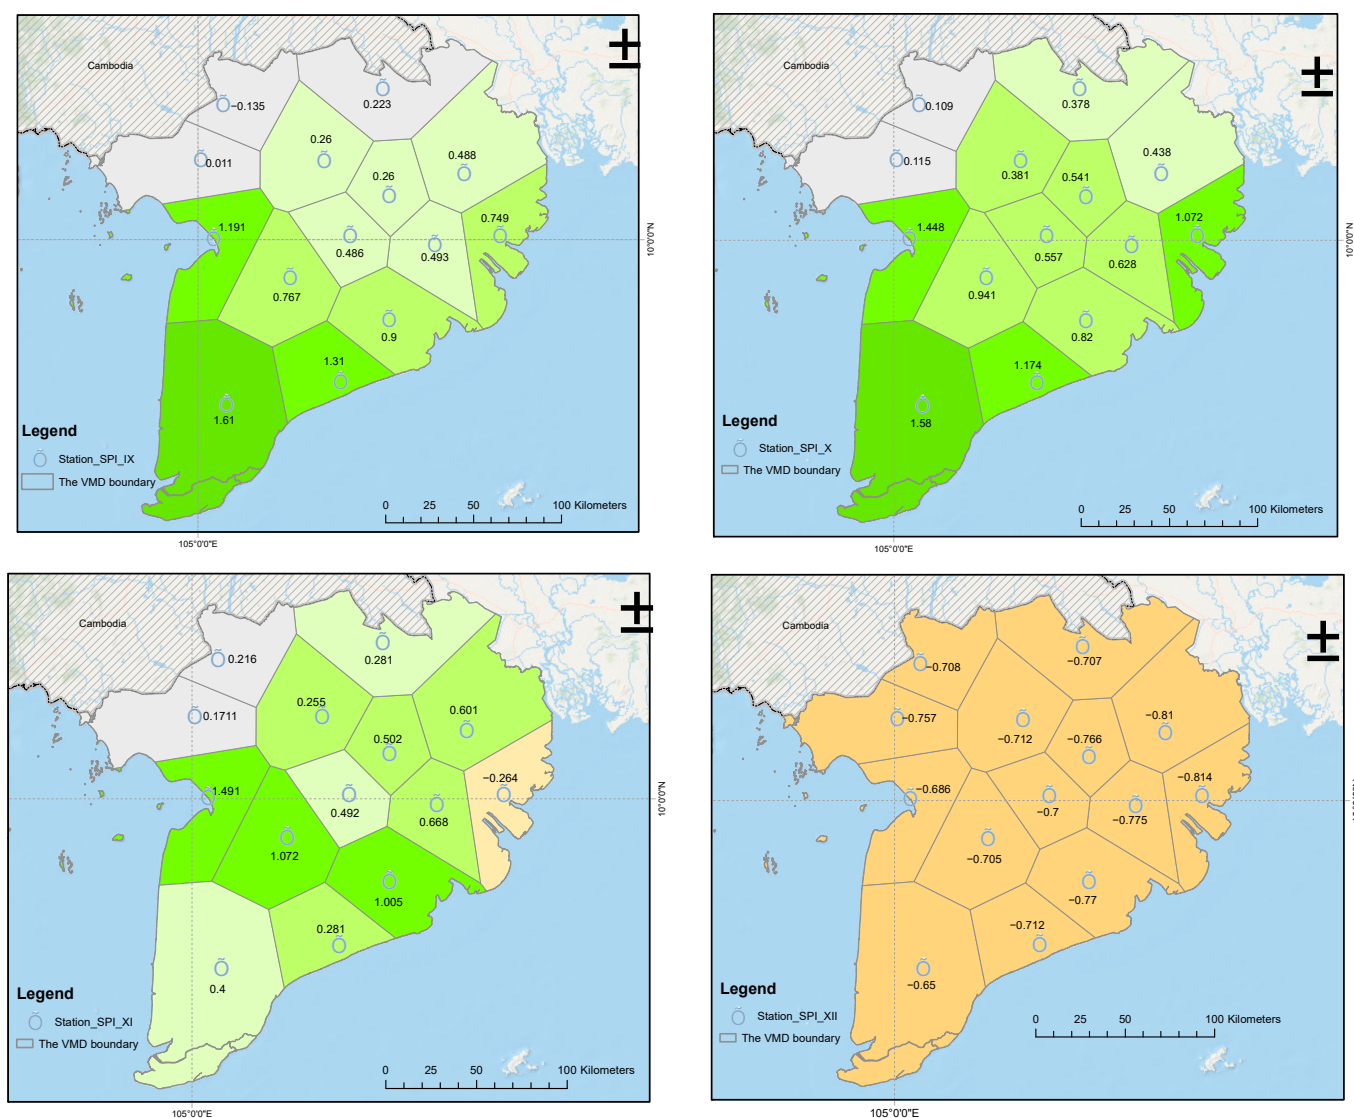 Cambodia
−0.135
0.223
0.011
0.26
0.26
0.488
1.191
0.749
0.486
0.493
0.767
0.9
1.31
1.61
10°0'0"N
Legend
Station_SPI_IX
The VMD boundary
0 25 50 100 Kilometers
105°0'0"E
Cambodia
0.109
0.378
0.115
0.381
0.541
0.438
1.448
1.072
0.557
0.628
0.941
0.82
1.174
1.58
10°0'0"N
Legend
Station_SPI_X
The VMD boundary
0 25 50 100 Kilometers
105°0'0"E
Cambodia
0.216
0.281
0.1711
0.255
0.502
0.601
1.491
−0.264
0.492
0.668
1.072
1.005
0.281
0.4
10°0'0"N
Legend
Station_SPI_XI
The VMD boundary
0 25 50 100 Kilometers
105°0'0"E
Cambodia
−0.708
−0.707
−0.757
−0.712
−0.766
−0.81
−0.686
−0.814
−0.7
−0.775
−0.705
−0.77
−0.712
−0.65
Legend
Station_SPI_XII
The VMD boundary
0 25 50 100 Kilometers
105°0'0"E